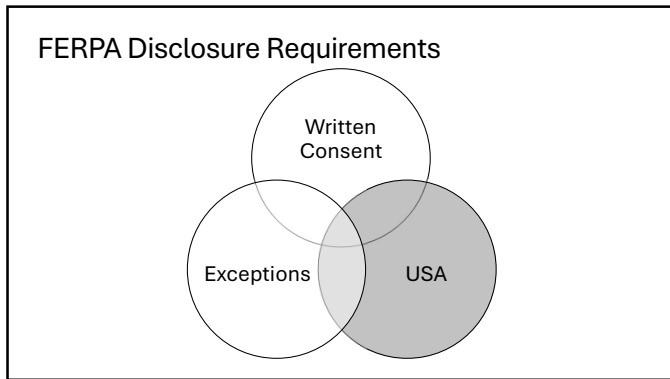 FERPA Disclosure Requirements
Written
Consent
Exceptions
USA